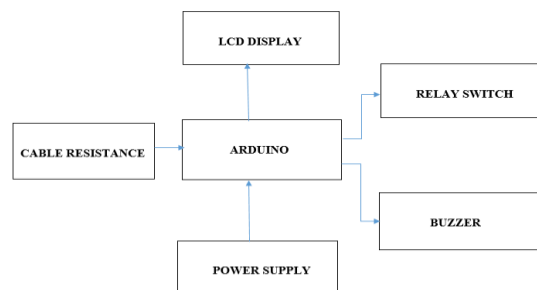 LCD DISPLAY
RELAY SWITCH
CABLE RESISTANCE
ARDUINO
BUZZER
POWER SUPPLY